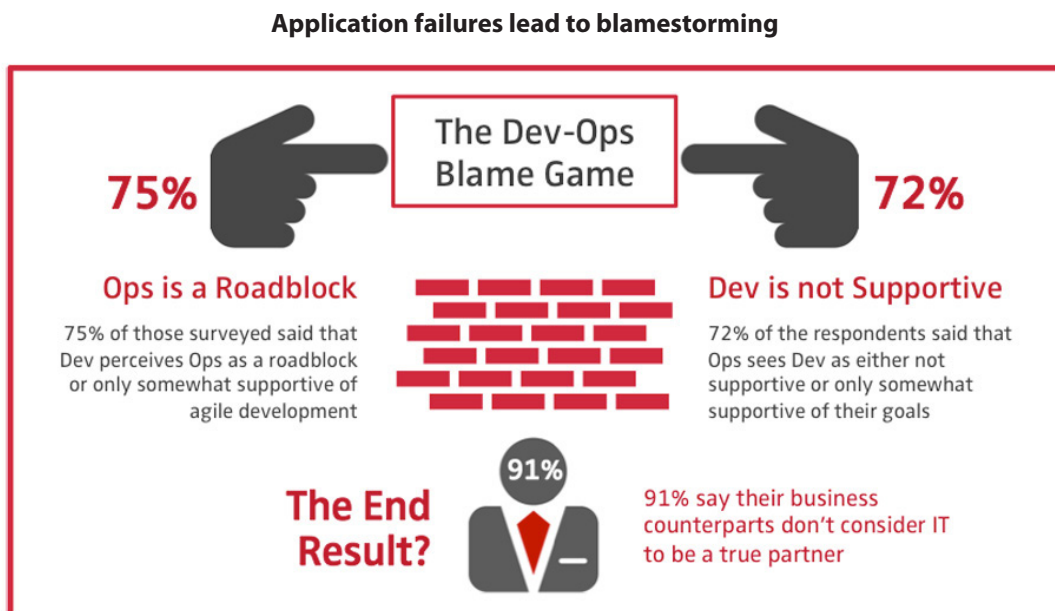 Application failures lead to blamestorming
The Dev-Ops
Blame Game
75%
72%
Ops is a Roadblock
75% of those surveyed said that
Dev perceives Ops as a roadblock
or only somewhat supportive of
agile development
Dev is not Supportive
72% of the respondents said that
Ops sees Dev as either not
supportive or only somewhat
supportive of their goals
The End
Result?
91%
91% say their business
counterparts don’t consider IT
to be a true partner